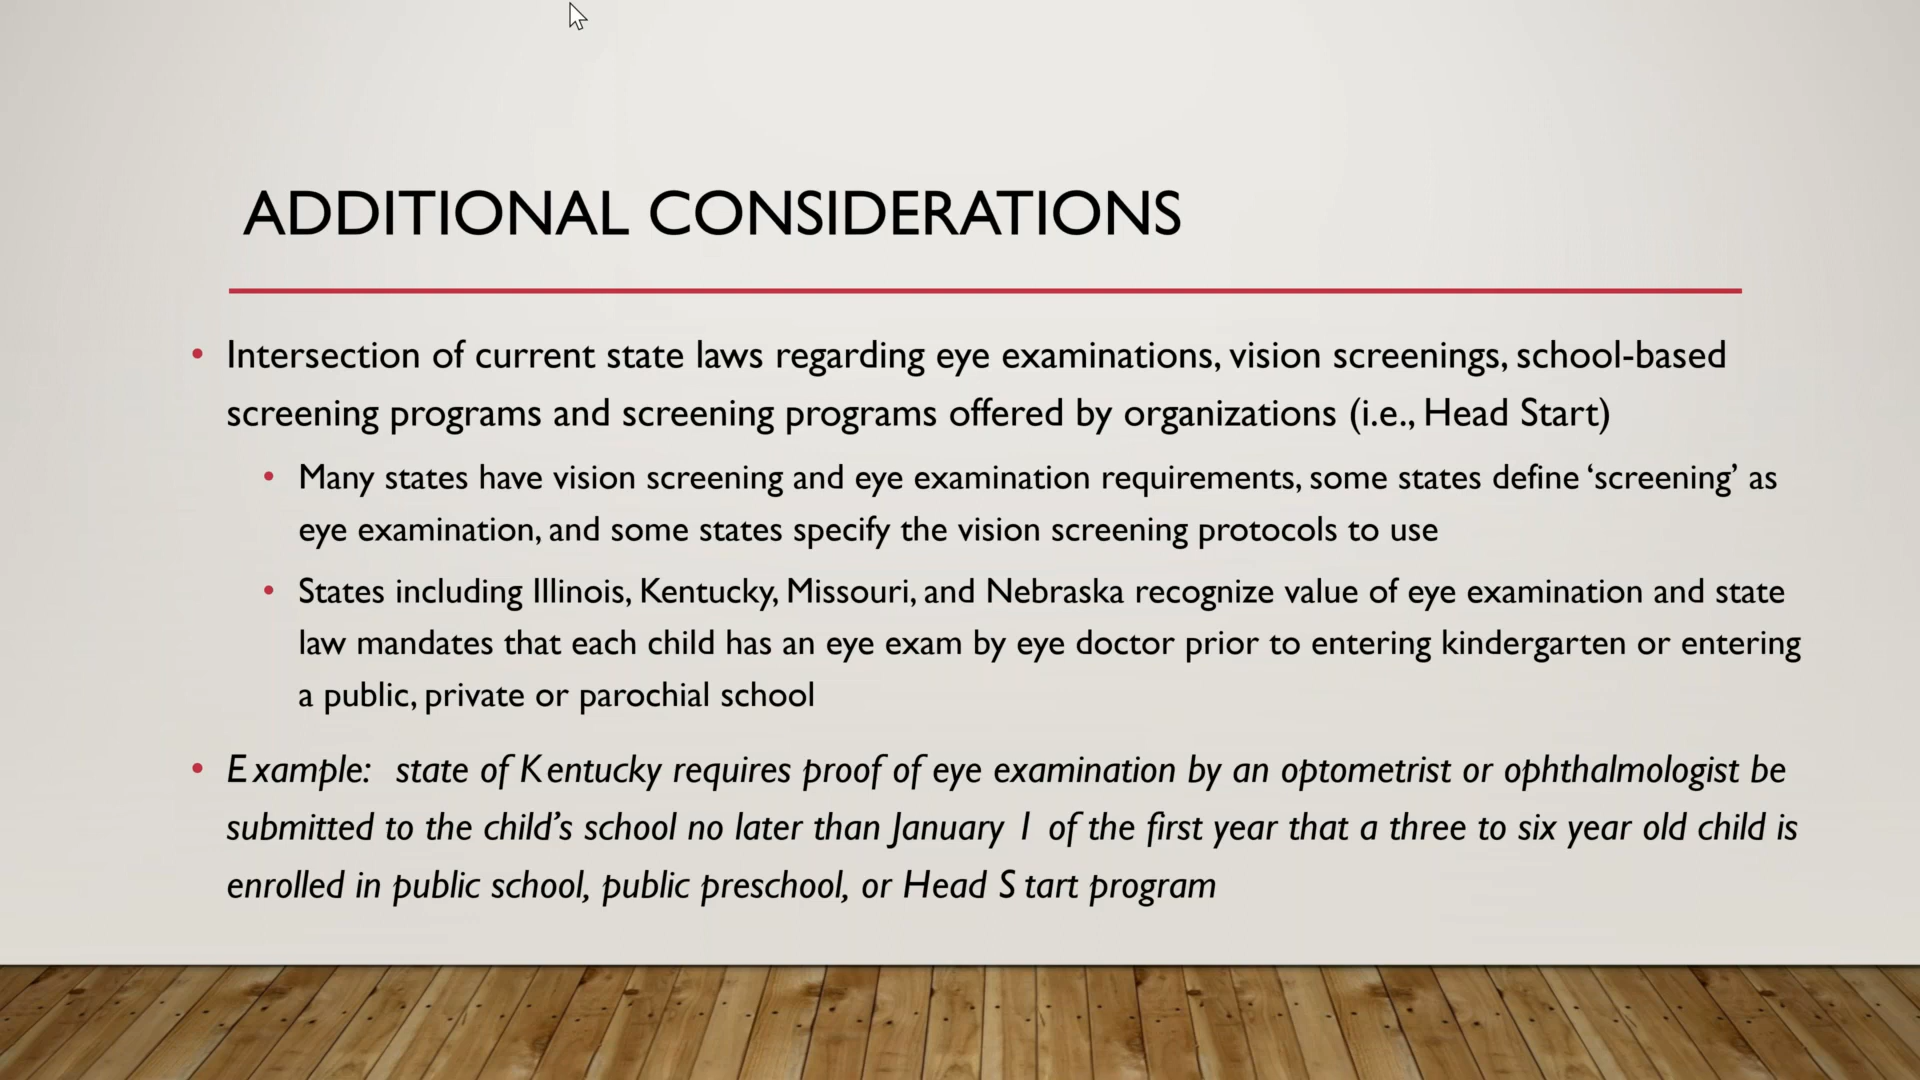 ADDITIONAL CONSIDERATIONS
• Intersection of current state laws regarding eye examinations, vision screenings, school-based
screening programs and screening programs offered by organizations (i.e., Head Start)
• Many states have vision screening and eye examination requirements, some states define ‘screening’ as
eye examination, and some states specify the vision screening protocols to use
• States including Illinois, Kentucky, Missouri, and Nebraska recognize value of eye examination and state
law mandates that each child has an eye exam by eye doctor prior to entering kindergarten or entering
a public, private or parochial school
• Example: state of Kentucky requires proof of eye examination by an optometrist or ophthalmologist be
submitted to the child’s school no later than January 1 of the first year that a three to six year old child is
enrolled in public school, public preschool, or Head Start program